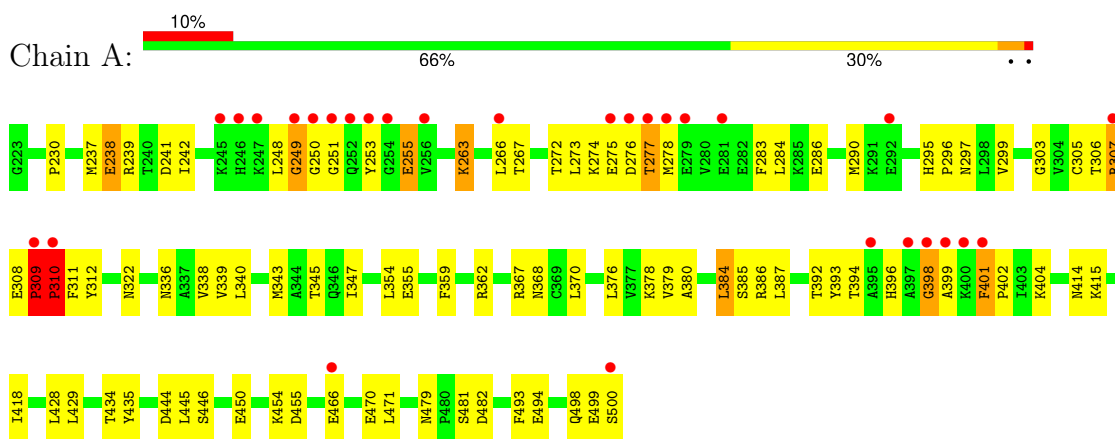 10%
Chain A:
66% 30% • •
G223 P230 M237 E238 R239 T240 D241 I242 K245 H246 K247 L248 G249 G250 G251 Q252 Y253 G254 E255 V256 K263 L266 T267 T272 L273 K274 E275 D276 T277 M278 E279 V280 E281 E282 F283 L284 K285 E286 M290 K291 E292 H295 P296 N297 L298 V299 G303 V304 C305 T306 R307
E308 P309 P310 F311 Y312 N322 N336 A337 V338 V339 L340 M343 A344 T345 Q346 I347 L354 E355 F359 R362 R367 N368 C369 L370 L376 V377 K378 V379 A380 L384 S385 R386 L387 T392 Y393 T394 A395 H396 A397 G398 A399 K400 F401 P402 I403 K404 N414 K415
I418 L428 L429 T434 Y435 D444 L445 S446 E450 K454 D455 E466 E470 L471 N479 P480 S481 D482 F493 E494 Q498 E499 S500